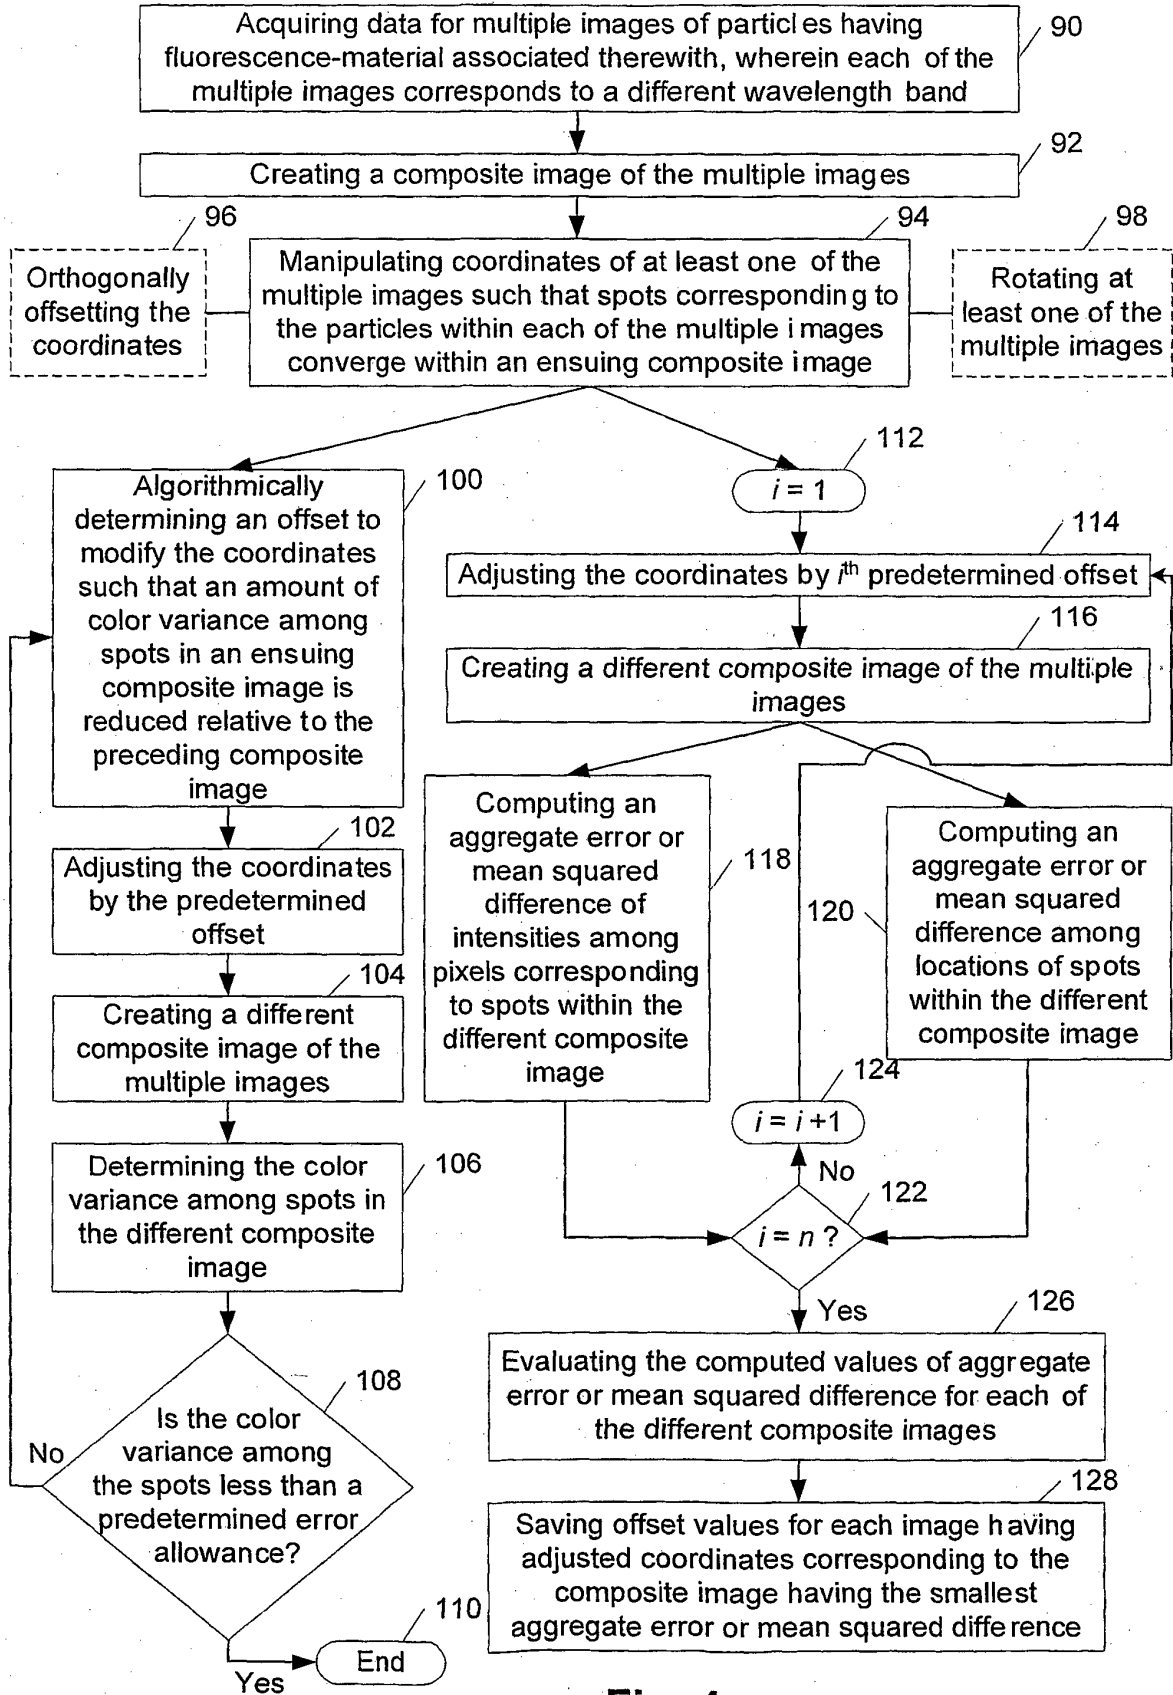 Acquiring data for multiple images of particles having
fluorescence-material associated therewith, wherein each of the
multiple images corresponds to a different wavelength band
90
92
Creating a composite image of the multiple images
96
94
98
Orthogonally
offsetting the
coordinates
Manipulating coordinates of at least one of the
multiple images such that spots corresponding to
the particles within each of the multiple images
converge within an ensuing composite image
Rotating at
least one of the
multiple images
100
Algorithmically
determining an offset to
modify the coordinates
such that an amount of
color variance among
spots in an ensuing
composite image is
reduced relative to the
preceding composite
image
102
Adjusting the coordinates
by the predetermined
offset
104
Creating a different
composite image of the
multiple images
106
Determining the color
variance among spots in
the different composite
image
108
Is the color
variance among
the spots less than a
predetermined error
allowance?
No
Yes
110
End
112
i = 1
114
Adjusting the coordinates by ith predetermined offset
116
Creating a different composite image of the multiple
images
118
Computing an
aggregate error or
mean squared
difference of
intensities among
pixels corresponding
to spots within the
different composite
image
120
Computing an
aggregate error or
mean squared
difference among
locations of spots
within the different
composite image
124
i = i +1
No
122
i = n ?
Yes
126
Evaluating the computed values of aggregate
error or mean squared difference for each of
the different composite images
128
Saving offset values for each image having
adjusted coordinates corresponding to the
composite image having the smallest
aggregate error or mean squared difference